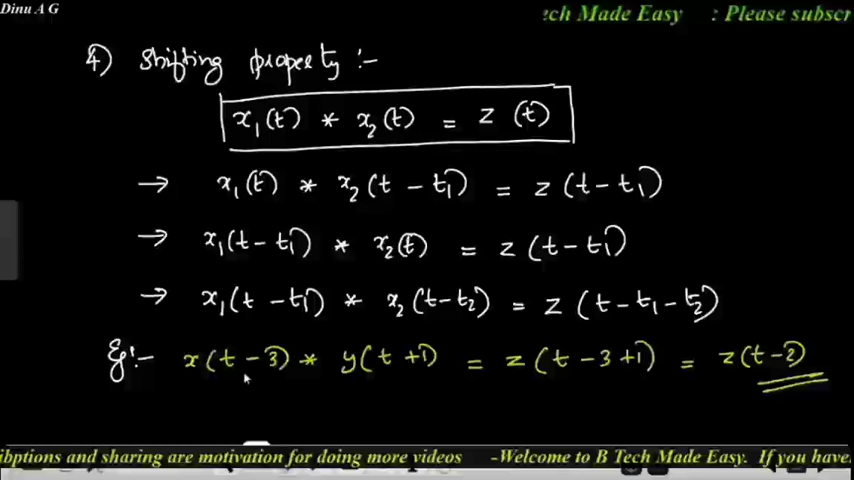 Dinu A G
ech Made Easy : Please subscr
4) Shifting property :-
x₁(t) * x₂(t) = z (t)
→ x₁(t) * x₂(t - t₁) = z(t - t₁)
→ x₁(t - t₁) * x₂(t) = z(t - t₁)
→ x₁(t - t₁) * x₂(t - t₂) = z(t - t₁ - t₂)
Eg:- x(t - 3) * y(t + 1) = z(t - 3 + 1) = z(t - 2)
ibptions and sharing are motivation for doing more videos -Welcome to B Tech Made Easy. If you have